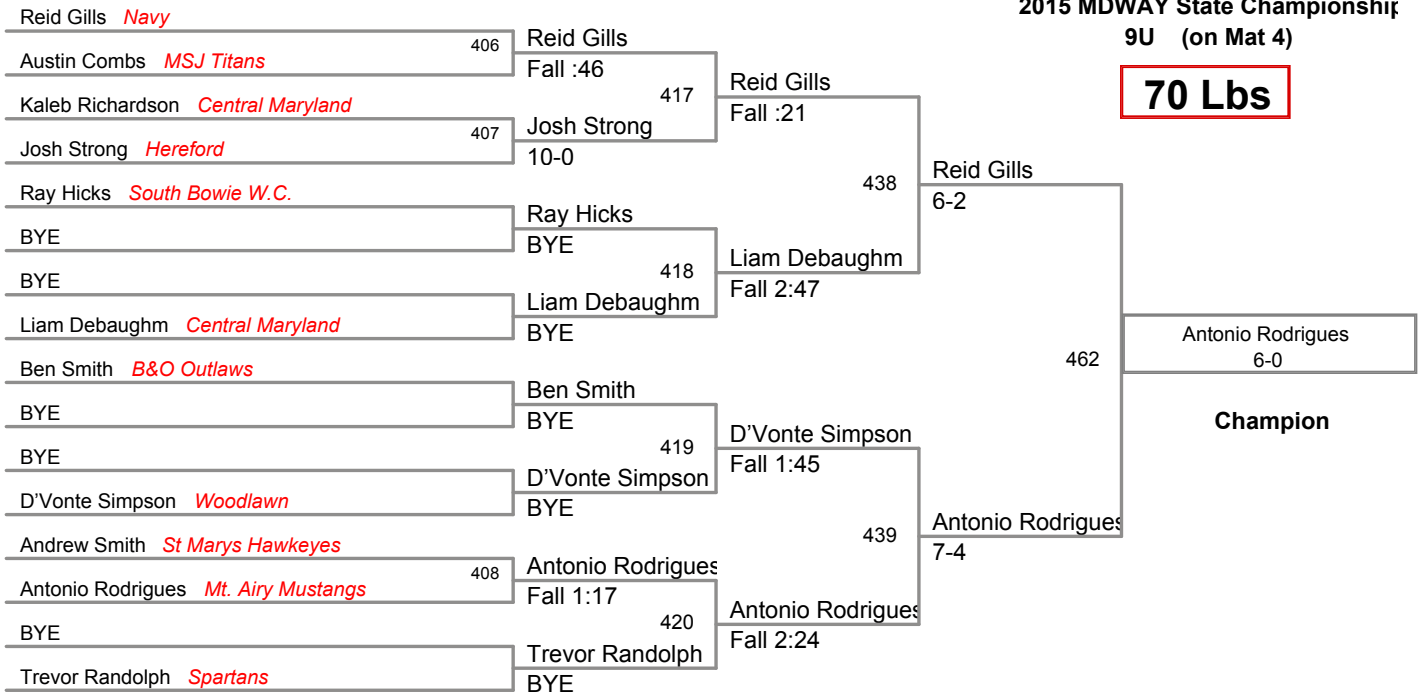 2015 MDWAY State Championship
9U (on Mat 4)
70 Lbs
Reid Gills Navy
Austin Combs MSJ Titans
Kaleb Richardson Central Maryland
Josh Strong Hereford
Ray Hicks South Bowie W.C.
BYE
BYE
Liam Debaughm Central Maryland
Ben Smith B&O Outlaws
BYE
BYE
D'Vonte Simpson Woodlawn
Andrew Smith St Marys Hawkeyes
Antonio Rodrigues Mt. Airy Mustangs
BYE
Trevor Randolph Spartans
406
Reid Gills
Fall :46
407
Josh Strong
10-0
Ray Hicks
BYE
Liam Debaughm
BYE
Ben Smith
BYE
D'Vonte Simpson
BYE
408
Antonio Rodrigues
Fall 1:17
Trevor Randolph
BYE
417
Reid Gills
Fall :21
418
Liam Debaughm
Fall 2:47
419
D'Vonte Simpson
Fall 1:45
420
Antonio Rodrigues
Fall 2:24
438
Reid Gills
6-2
439
Antonio Rodrigues
7-4
462
Antonio Rodrigues
6-0
Champion